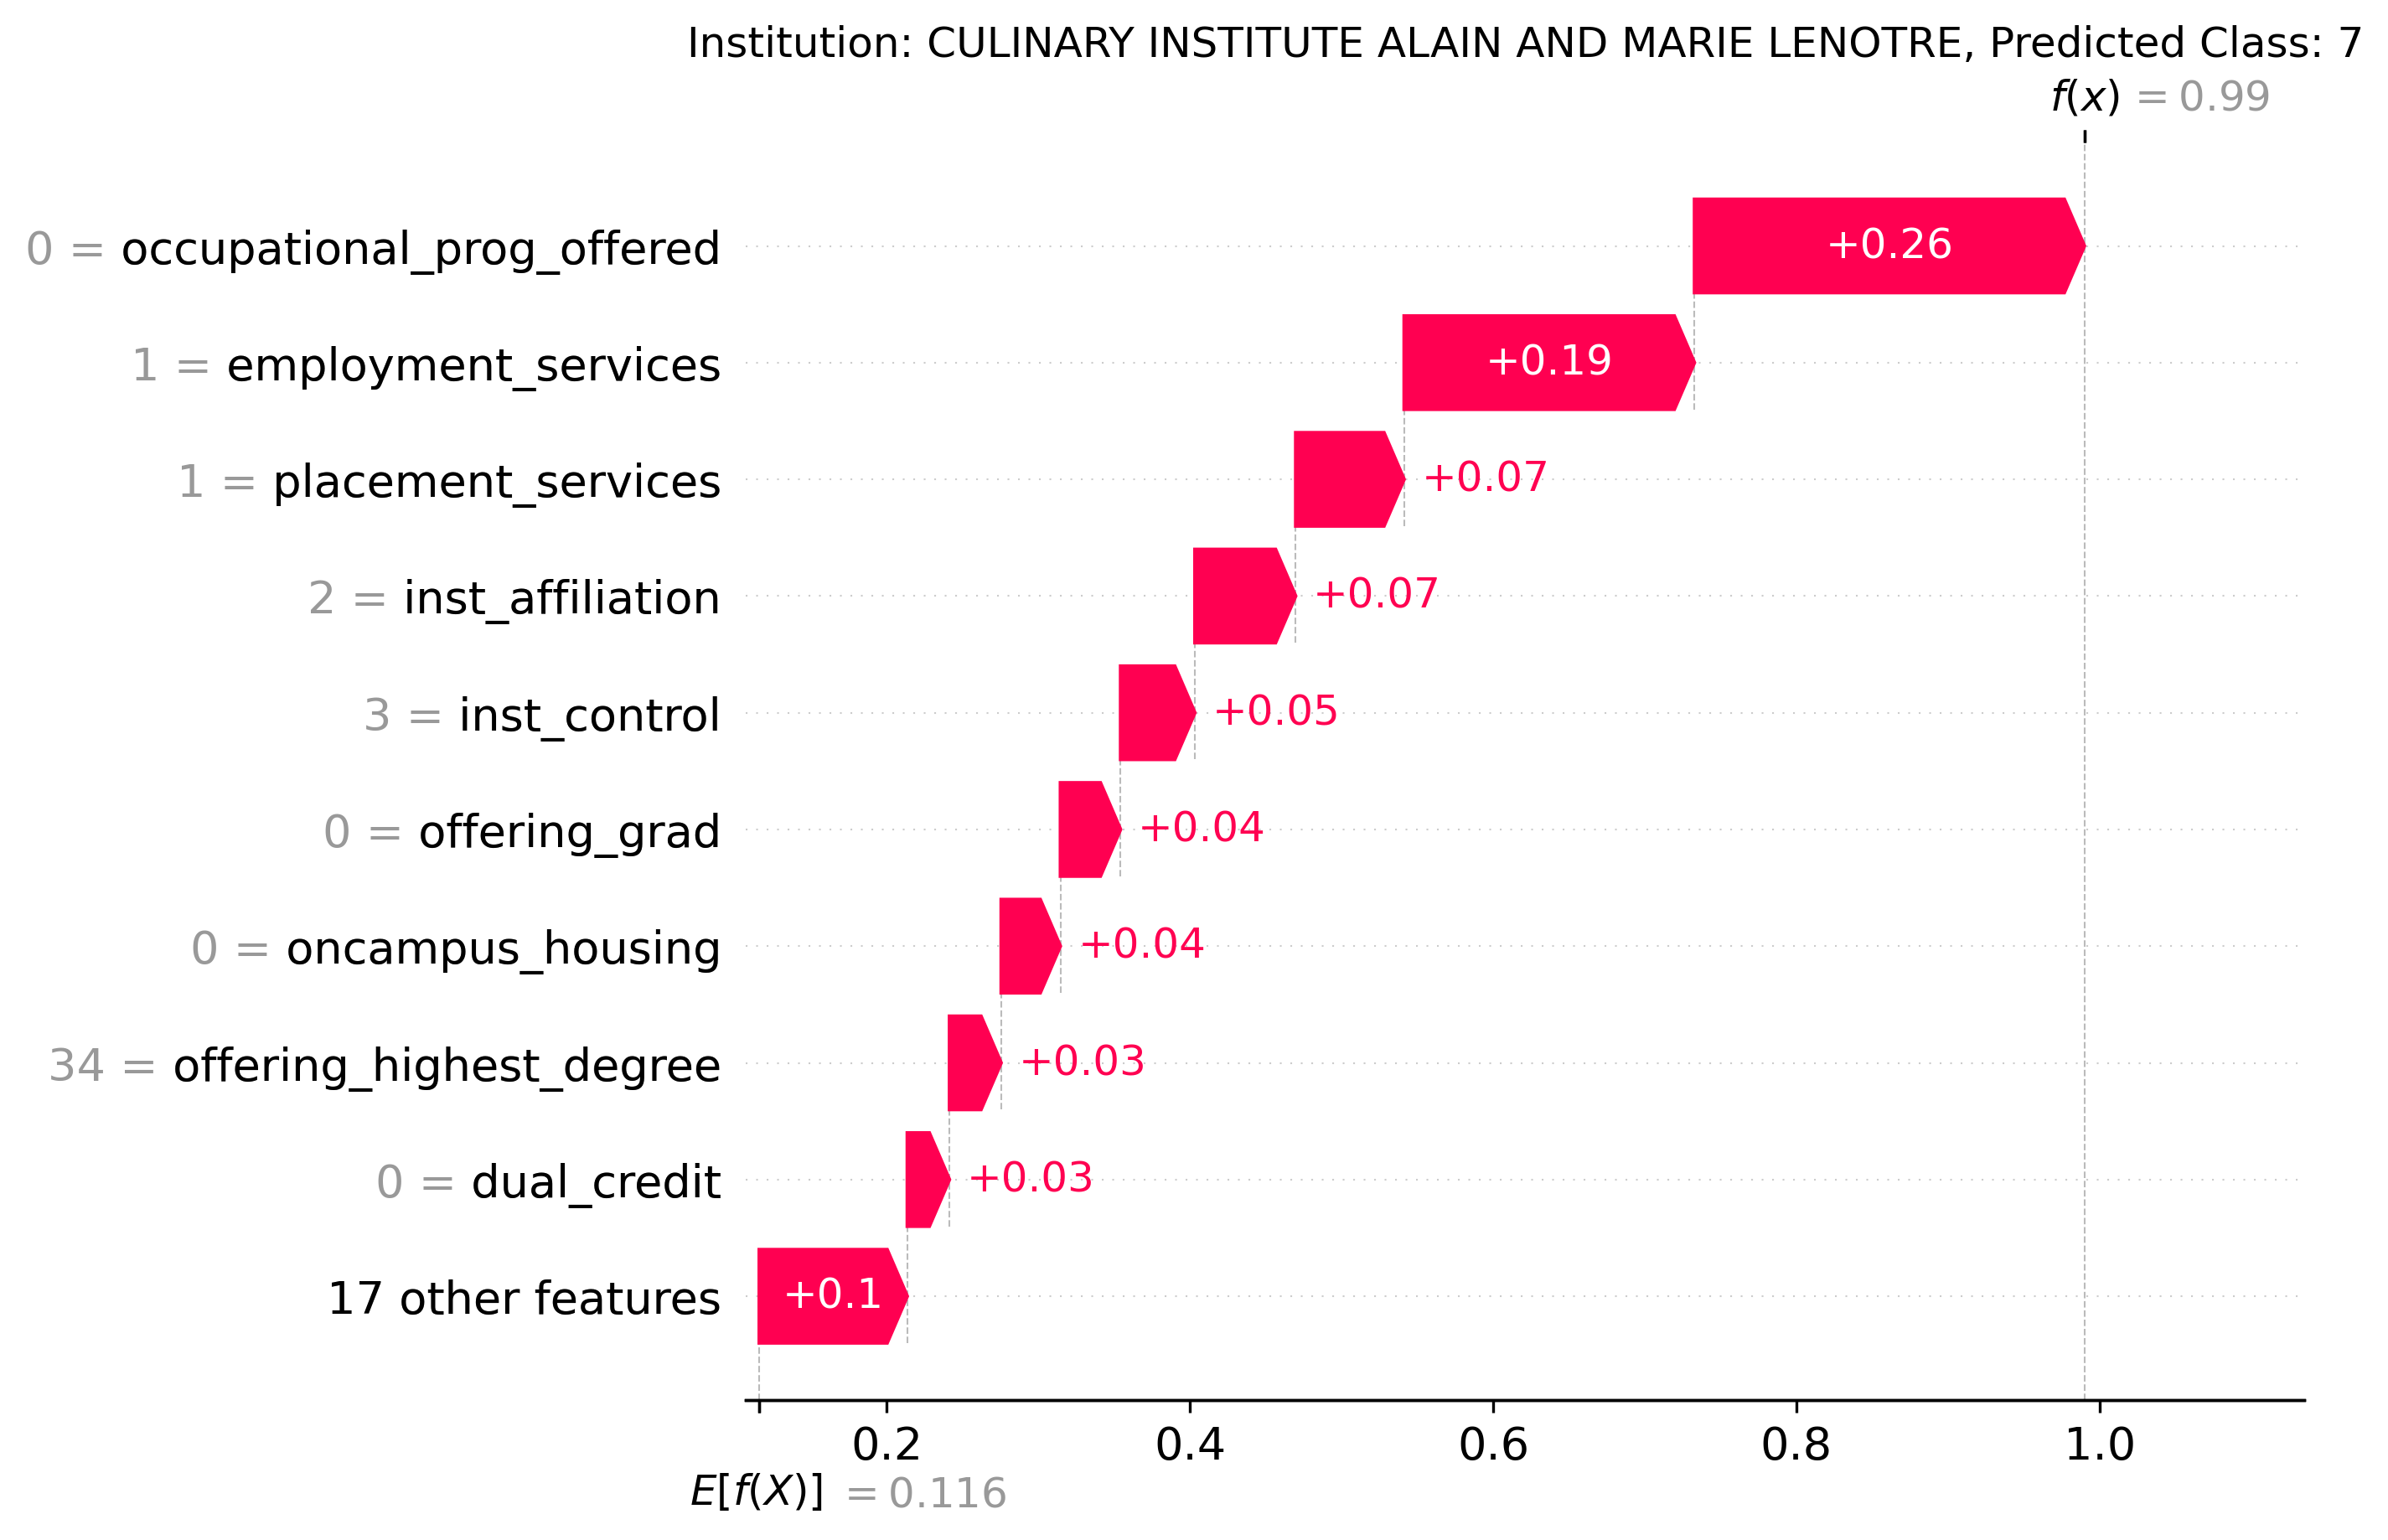 Institution: CULINARY INSTITUTE ALAIN AND MARIE LENOTRE, Predicted Class: 7
f(x) = 0.99
0 = occupational_prog_offered +0.26
1 = employment_services +0.19
1 = placement_services +0.07
2 = inst_affiliation +0.07
3 = inst_control +0.05
0 = offering_grad +0.04
0 = oncampus_housing +0.04
34 = offering_highest_degree +0.03
0 = dual_credit +0.03
17 other features +0.1
0.2 0.4 0.6 0.8 1.0
E[f(X)] = 0.116